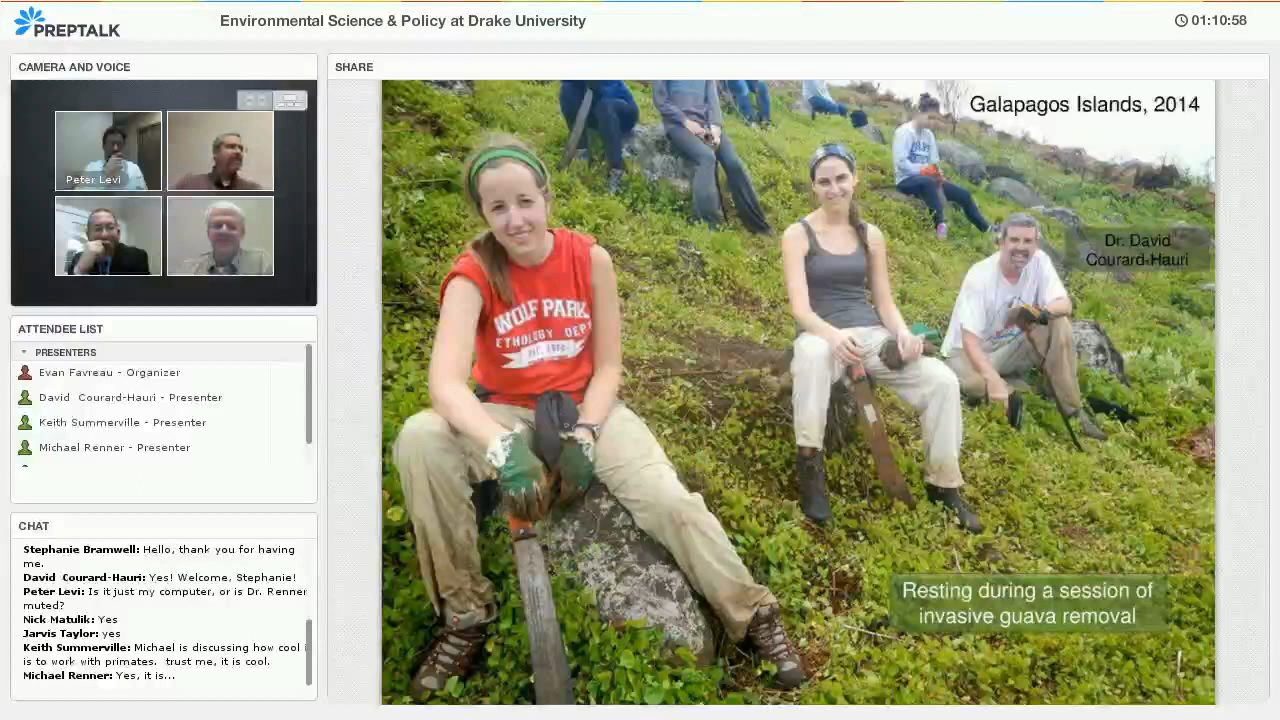 PREPTALK
Environmental Science & Policy at Drake University
01:10:58
CAMERA AND VOICE
Peter Levi
ATTENDEE LIST
PRESENTERS
Evan Favreau - Organizer
David Courard-Hauri - Presenter
Keith Summerville - Presenter
Michael Renner - Presenter
CHAT
Stephanie Bramwell: Hello, thank you for having
me.
David Courard-Hauri: Yes! Welcome, Stephanie!
Peter Levi: Is it just my computer, or is Dr. Renner
muted?
Nick Matulik: Yes
Jarvis Taylor: yes
Keith Summerville: Michael is discussing how cool i
is to work with primates. trust me, it is cool.
Michael Renner: Yes, it is...
SHARE
Galapagos Islands, 2014
Dr. David
Courard-Hauri
WOLF PARK
ETHOLOGY DEPT
Resting during a session of
invasive guava removal